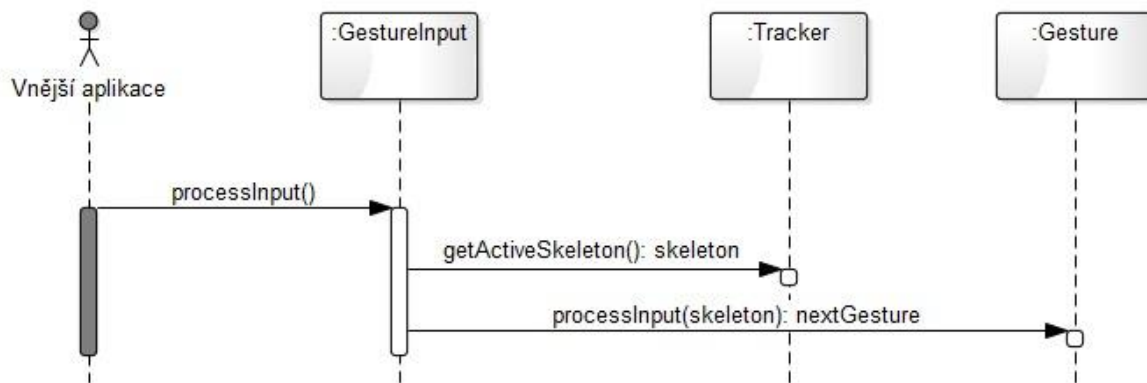 :GestureInput
:Tracker
:Gesture
Vnější aplikace
processInput()
getActiveSkeleton(): skeleton
processInput(skeleton): nextGesture